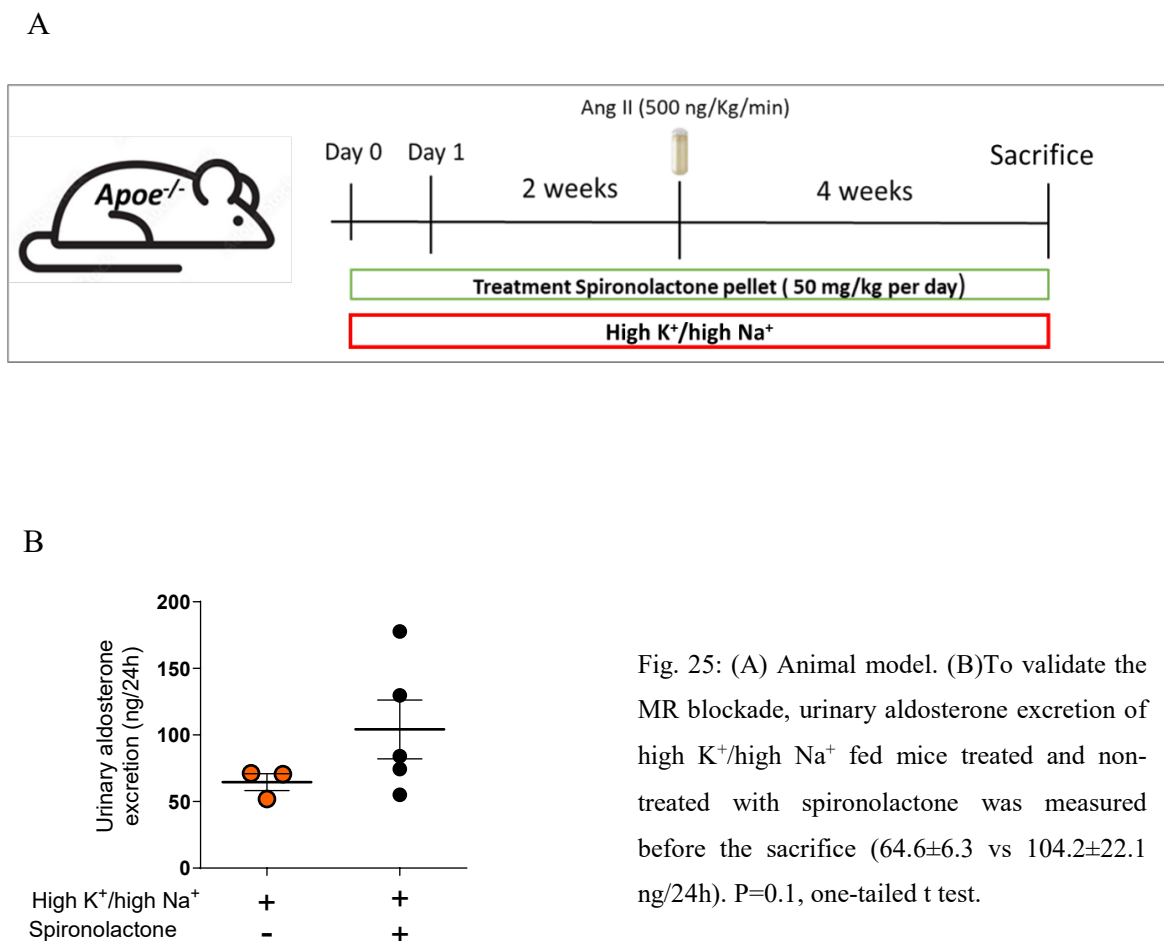 A
Ang II (500 ng/Kg/min)
Day 0 Day 1
Sacrifice
Apoe-/-
2 weeks
4 weeks
Treatment Spironolactone pellet ( 50 mg/kg per day)
High K+/high Na+
B
200
150
100
50
0
Urinary aldosterone
excretion (ng/24h)
High K+/high Na+ + +
Spironolactone - +
Fig. 25: (A) Animal model. (B)To validate the
MR blockade, urinary aldosterone excretion of
high K+/high Na+ fed mice treated and non-
treated with spironolactone was measured
before the sacrifice (64.6±6.3 vs 104.2±22.1
ng/24h). P=0.1, one-tailed t test.